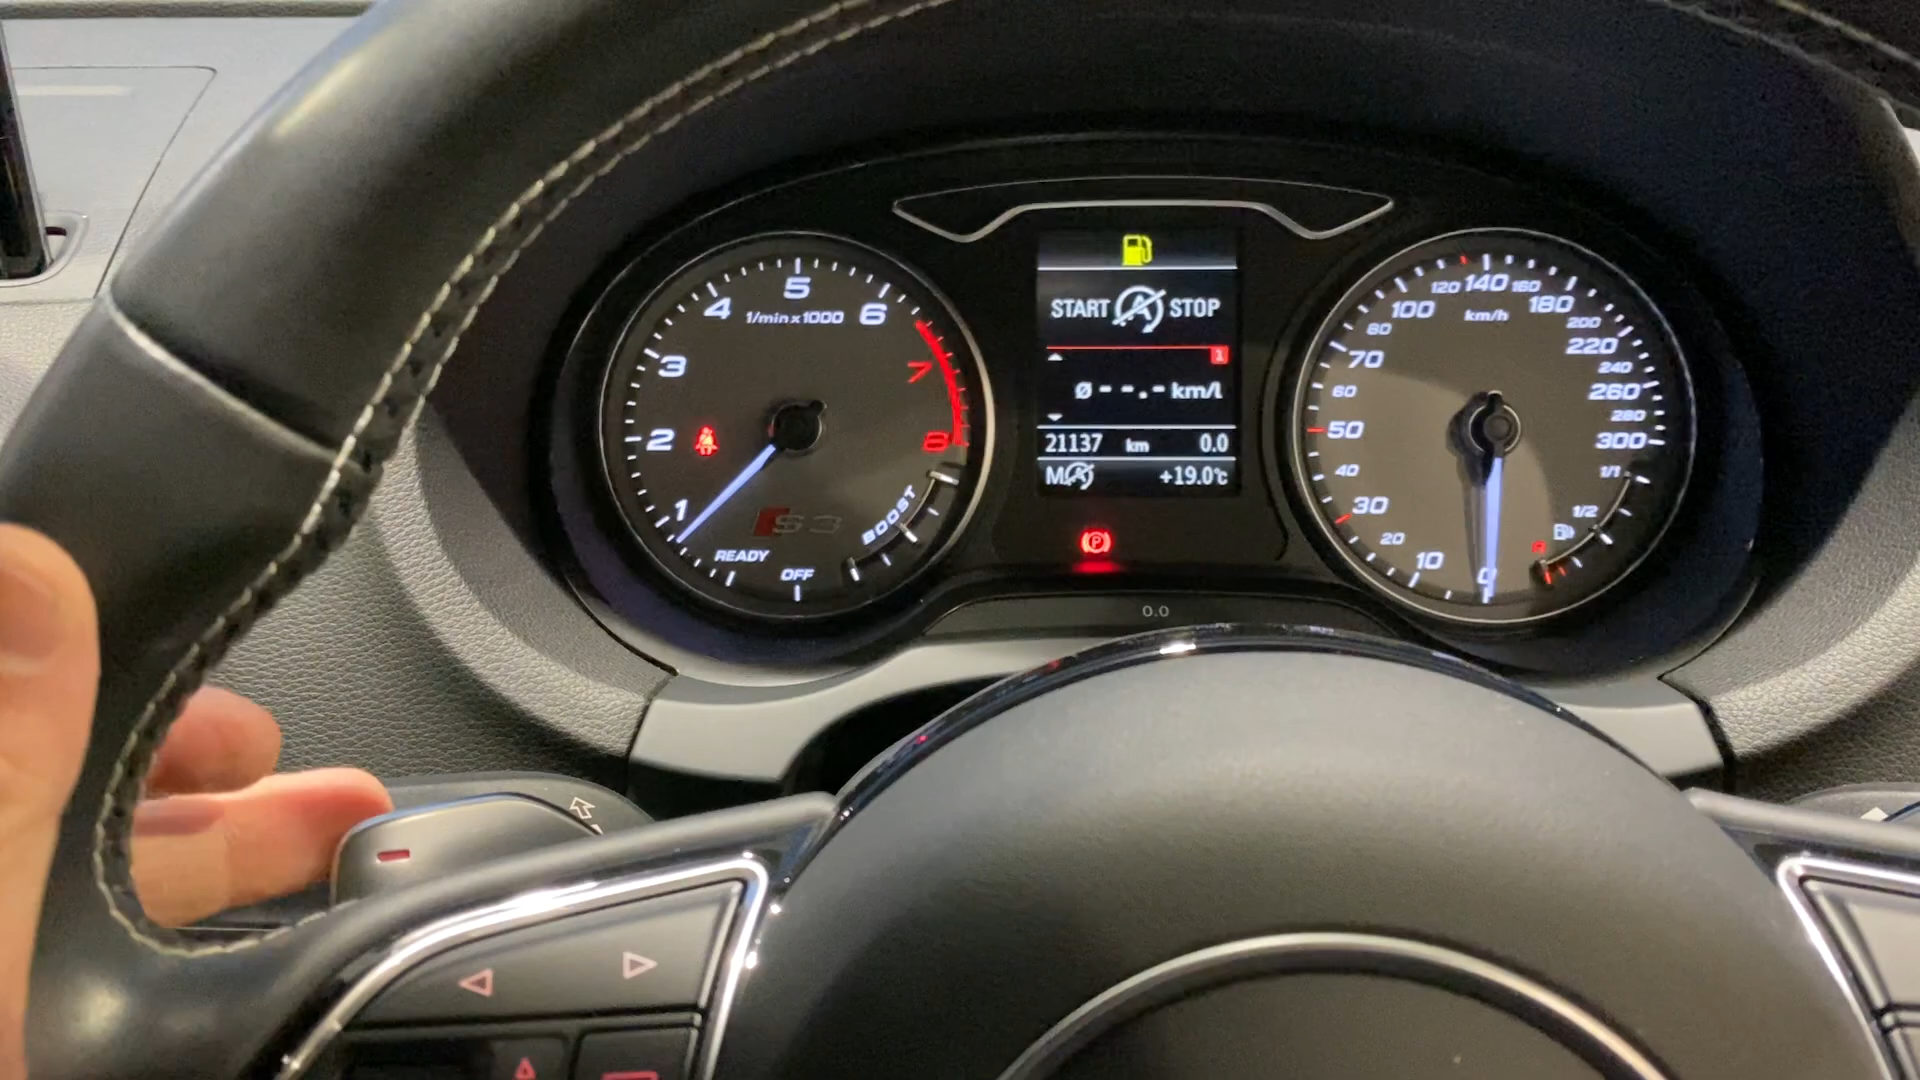 1
2
3
4
5
6
7
8
1/min x 1000
S3
BOOST
READY
OFF
START A STOP
1
Ø--.-km/l
21137 km 0.0
M A +19.0°C
P
0.0
0
10
20
30
40
50
60
70
80
100
120
140
160
180
200
220
240
260
280
300
km/h
1/1
1/2